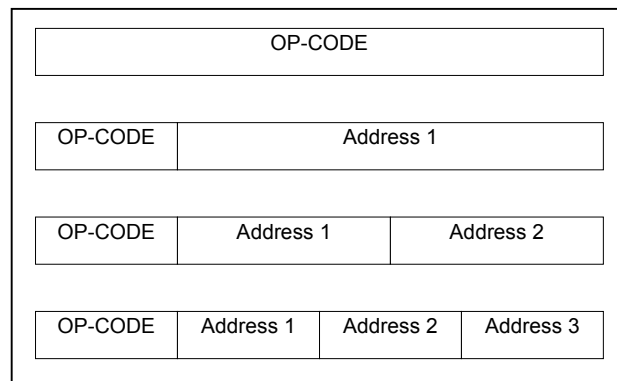 OP-CODE
OP-CODE Address 1
OP-CODE Address 1 Address 2
OP-CODE Address 1 Address 2 Address 3